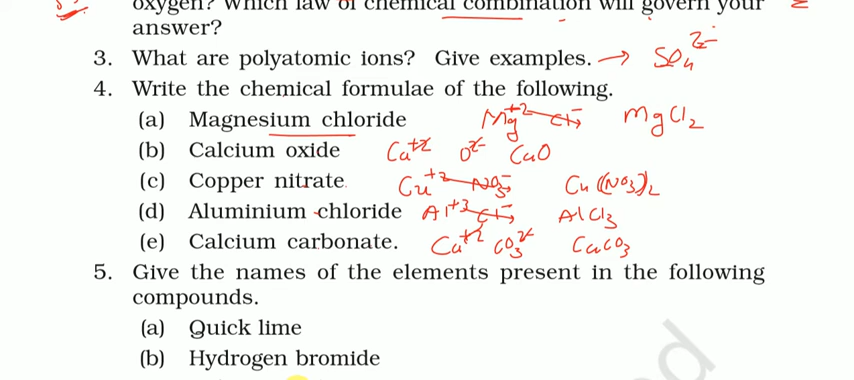 oxygen? Which law of chemical combination will govern your
answer?
3. What are polyatomic ions? Give examples. → SO₄²⁻
4. Write the chemical formulae of the following.
(a) Magnesium chloride Mg⁺² Cl⁻ MgCl₂
(b) Calcium oxide Ca⁺² O²⁻ CaO
(c) Copper nitrate Cu⁺² NO₃⁻ Cu(NO₃)₂
(d) Aluminium chloride Al⁺³ Cl⁻ AlCl₃
(e) Calcium carbonate. Ca⁺² CO₃²⁻ CaCO₃
5. Give the names of the elements present in the following
compounds.
(a) Quick lime
(b) Hydrogen bromide